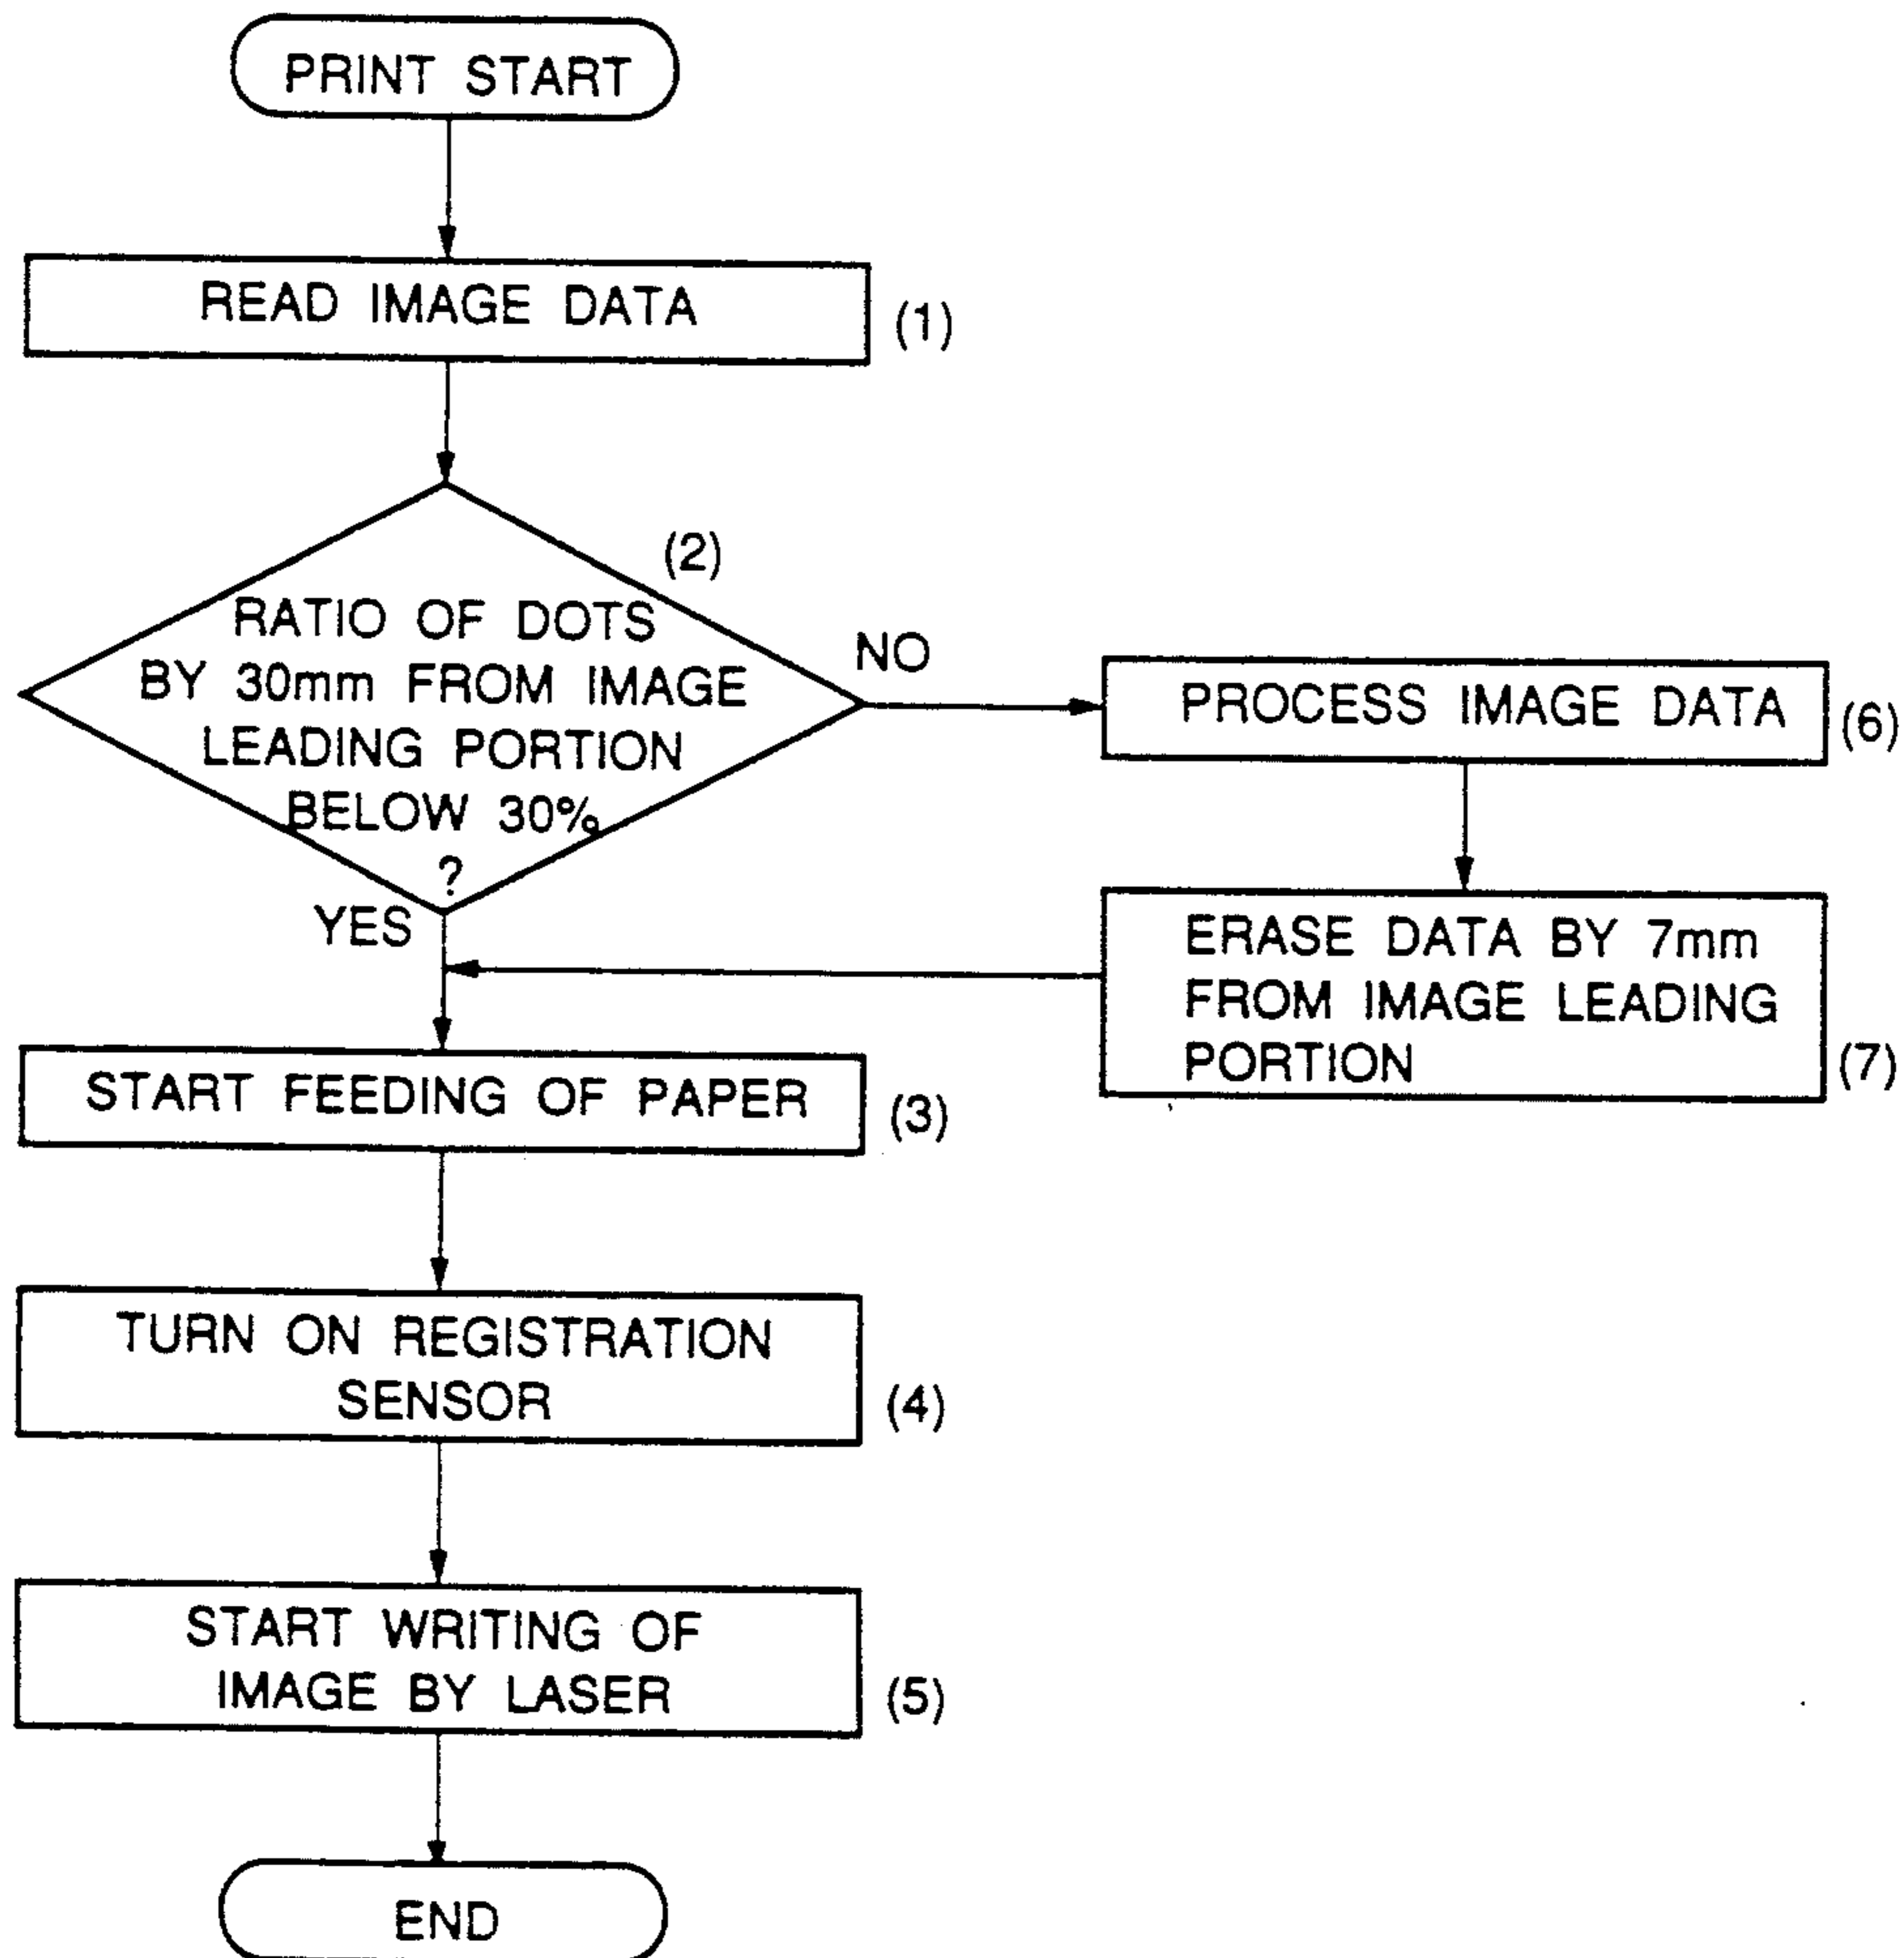 PRINT START
READ IMAGE DATA
(1)
(2)
RATIO OF DOTS
BY 30mm FROM IMAGE
LEADING PORTION
BELOW 30%
?
NO
YES
PROCESS IMAGE DATA
(6)
ERASE DATA BY 7mm
FROM IMAGE LEADING
PORTION
(7)
START FEEDING OF PAPER
(3)
TURN ON REGISTRATION
SENSOR
(4)
START WRITING OF
IMAGE BY LASER
(5)
END